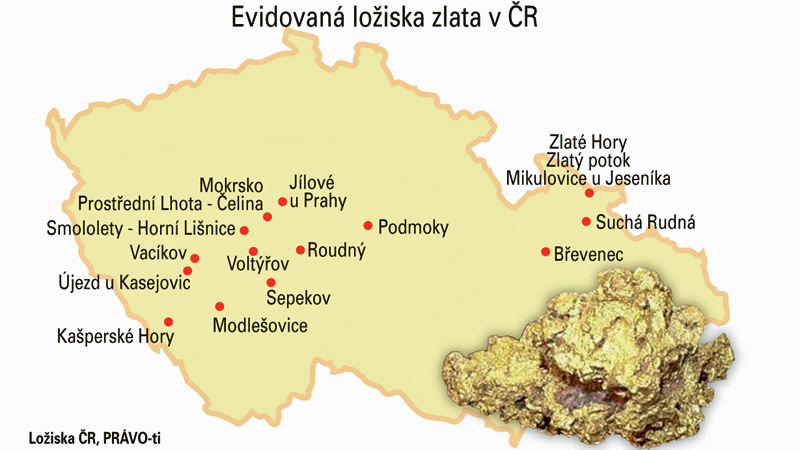 Evidovaná ložiska zlata v ČR
Zlaté Hory
Zlatý potok
Mikulovice u Jeseníka
Mokrsko
Prostřední Lhota - Čelina
Jílové
u Prahy
Smololety - Horní Líšnice
Podmoky
Suchá Rudná
Vacíkov
Voltýřov
Roudný
Břevenec
Újezd u Kasejovic
Sepekov
Modlešovice
Kašperské Hory
Ložiska ČR, PRÁVO-ti